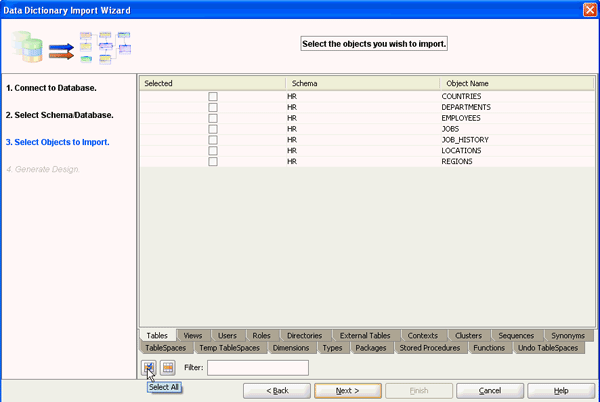 Data Dictionary Import Wizard
Select the objects you wish to import.
1. Connect to Database.
2. Select Schema/Database.
3. Select Objects to Import.
4. Generate Design.
Selected Schema Object Name
HR COUNTRIES
HR DEPARTMENTS
HR EMPLOYEES
HR JOBS
HR JOB_HISTORY
HR LOCATIONS
HR REGIONS
Tables Views Users Roles Directories External Tables Contexts Clusters Sequences Synonyms
TableSpaces Temp TableSpaces Dimensions Types Packages Stored Procedures Functions Undo TableSpaces
Filter:
Select All
< Back Next > Finish Cancel Help